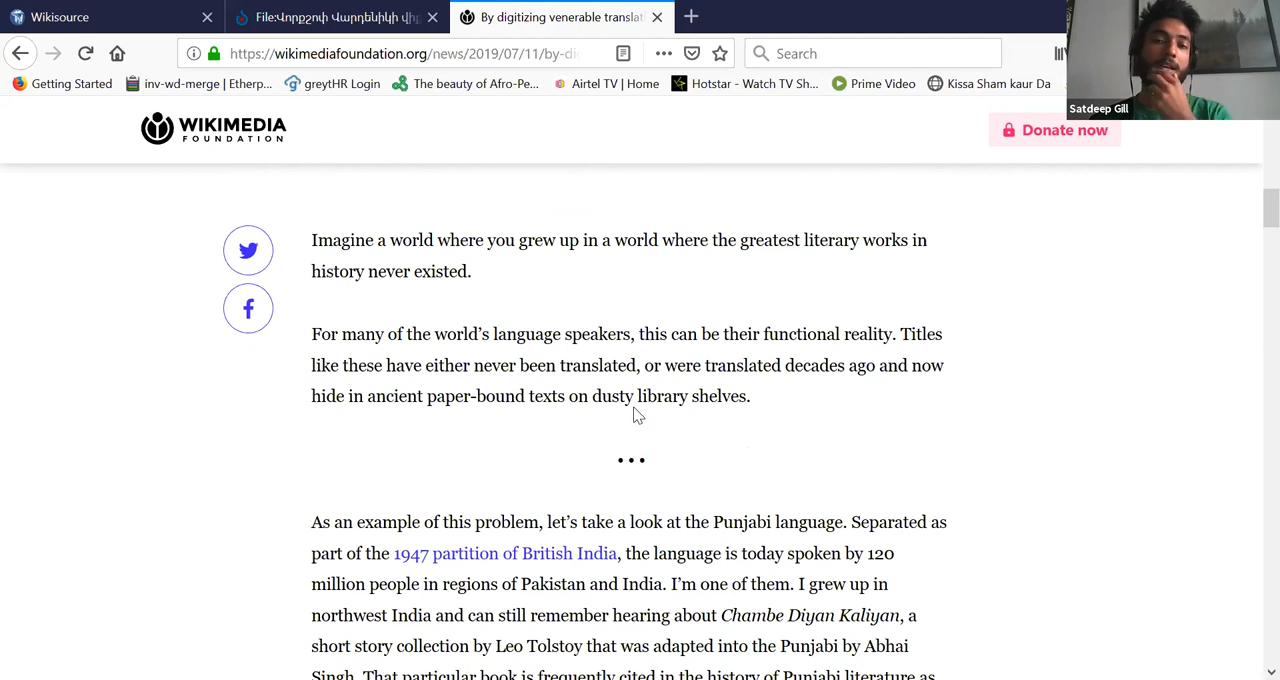 Wikisource
File:Վորքշոփ Վարդենիկի վիր
By digitizing venerable translati
https://wikimediafoundation.org/news/2019/07/11/by-di
Search
Getting Started
inv-wd-merge | Etherp...
greytHR Login
The beauty of Afro-Pe...
Airtel TV | Home
Hotstar - Watch TV Sh...
Prime Video
Kissa Sham kaur Da
Satdeep Gill
WIKIMEDIA
FOUNDATION
Donate now
Imagine a world where you grew up in a world where the greatest literary works in
history never existed.
For many of the world's language speakers, this can be their functional reality. Titles
like these have either never been translated, or were translated decades ago and now
hide in ancient paper-bound texts on dusty library shelves.
• • •
As an example of this problem, let's take a look at the Punjabi language. Separated as
part of the 1947 partition of British India, the language is today spoken by 120
million people in regions of Pakistan and India. I'm one of them. I grew up in
northwest India and can still remember hearing about Chambe Diyan Kaliyan, a
short story collection by Leo Tolstoy that was adapted into the Punjabi by Abhai
Singh. That particular book is frequently cited in the history of Punjabi literature as